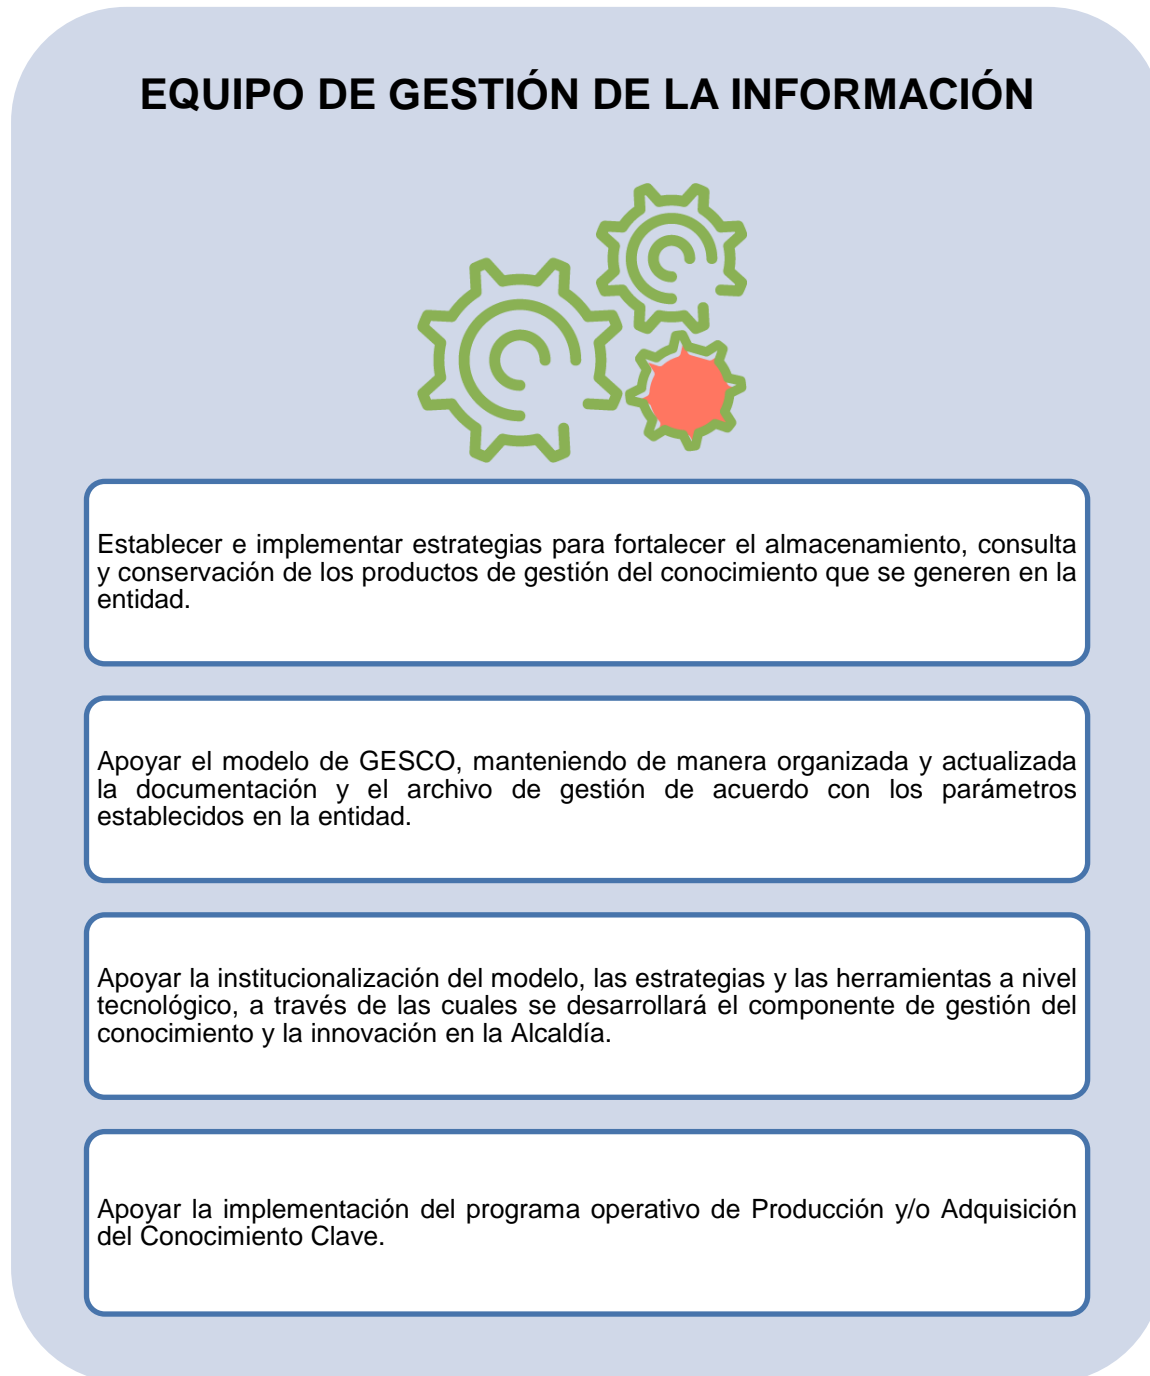 EQUIPO DE GESTIÓN DE LA INFORMACIÓN
Establecer e implementar estrategias para fortalecer el almacenamiento, consulta
y conservación de los productos de gestión del conocimiento que se generen en la
entidad.
Apoyar el modelo de GESCO, manteniendo de manera organizada y actualizada
la documentación y el archivo de gestión de acuerdo con los parámetros
establecidos en la entidad.
Apoyar la institucionalización del modelo, las estrategias y las herramientas a nivel
tecnológico, a través de las cuales se desarrollará el componente de gestión del
conocimiento y la innovación en la Alcaldía.
Apoyar la implementación del programa operativo de Producción y/o Adquisición
del Conocimiento Clave.